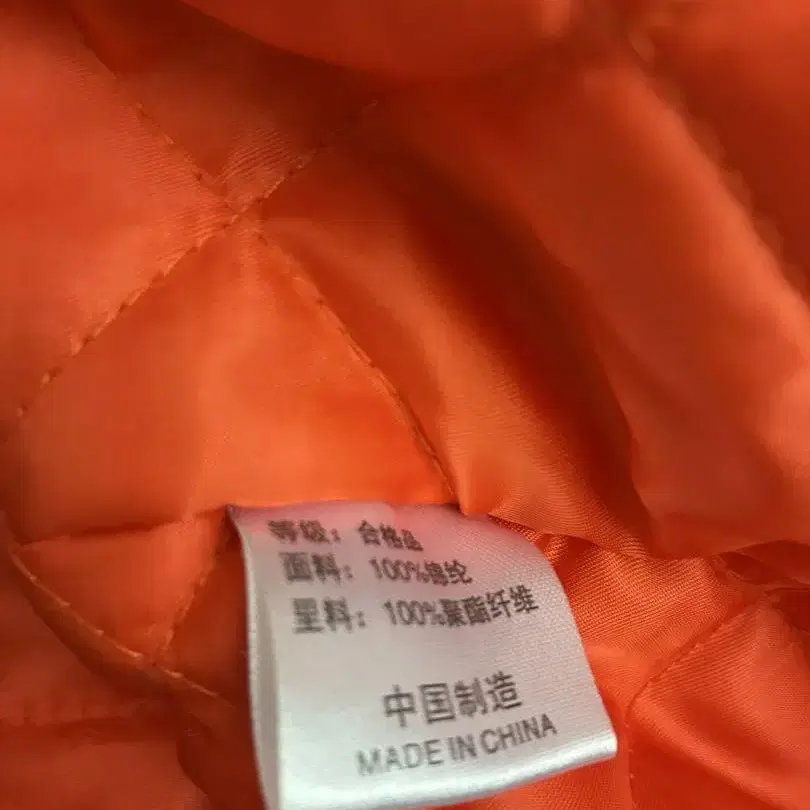 等级：合格品
面料：100%锦纶
里料：100%聚酯纤维
中国制造
MADE IN CHINA